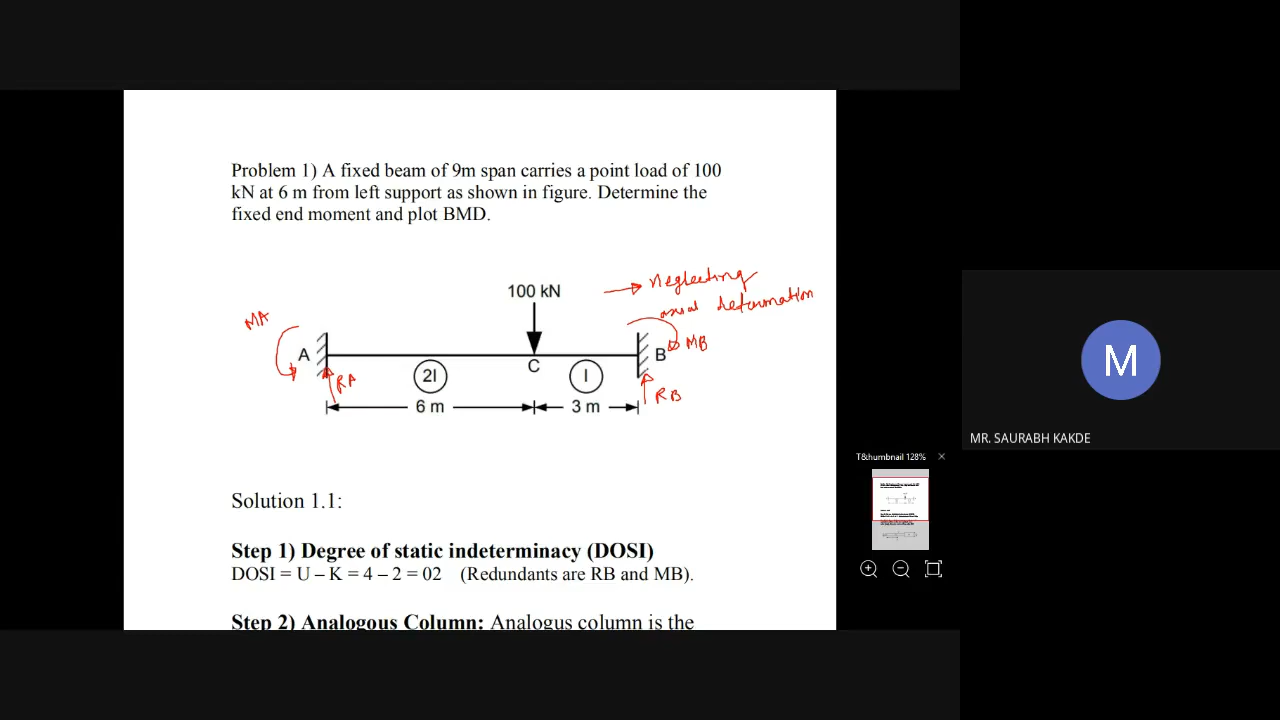 Problem 1) A fixed beam of 9m span carries a point load of 100
kN at 6 m from left support as shown in figure. Determine the
fixed end moment and plot BMD.
neglecting
100 kN
axial deformation
MA
A
B
MB
C
2I
I
RA
RB
6 m
3 m
MR. SAURABH KAKDE
M
T&thumbnail 128%
Solution 1.1:
Step 1) Degree of static indeterminacy (DOSI)
DOSI = U – K = 4 – 2 = 02 (Redundants are RB and MB).
Step 2) Analogous Column: Analogus column is the